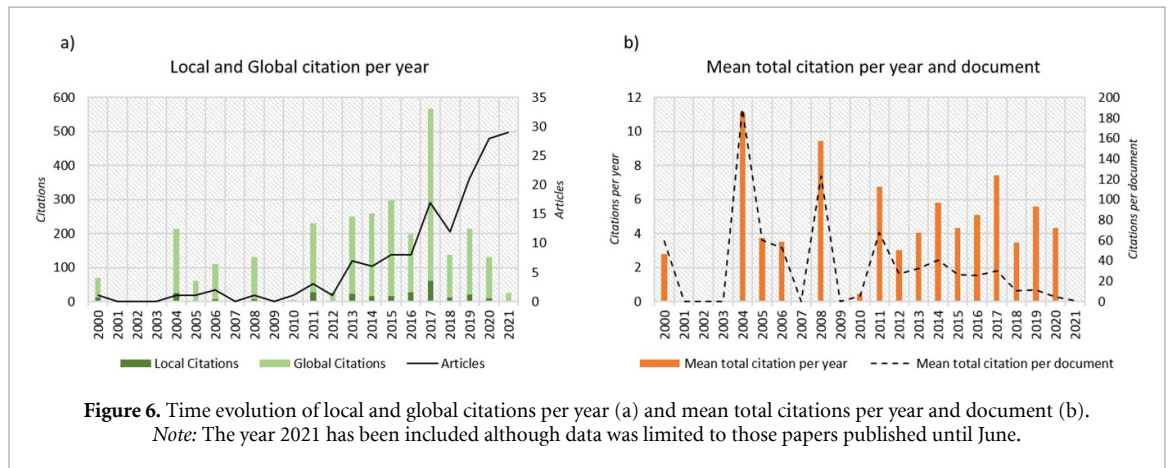 a)
Local and Global citation per year
600
500
400
300
200
100
0
Citations
35
30
25
20
15
10
5
0
Articles
2000 2001 2002 2003 2004 2005 2006 2007 2008 2009 2010 2011 2012 2013 2014 2015 2016 2017 2018 2019 2020 2021
Local Citations Global Citations Articles
b)
Mean total citation per year and document
12
10
8
6
4
2
0
Citations per year
200
180
160
140
120
100
80
60
40
20
0
Citations per document
2000 2001 2002 2003 2004 2005 2006 2007 2008 2009 2010 2011 2012 2013 2014 2015 2016 2017 2018 2019 2020 2021
Mean total citation per year Mean total citation per document
Figure 6. Time evolution of local and global citations per year (a) and mean total citations per year and document (b).
Note: The year 2021 has been included although data was limited to those papers published until June.